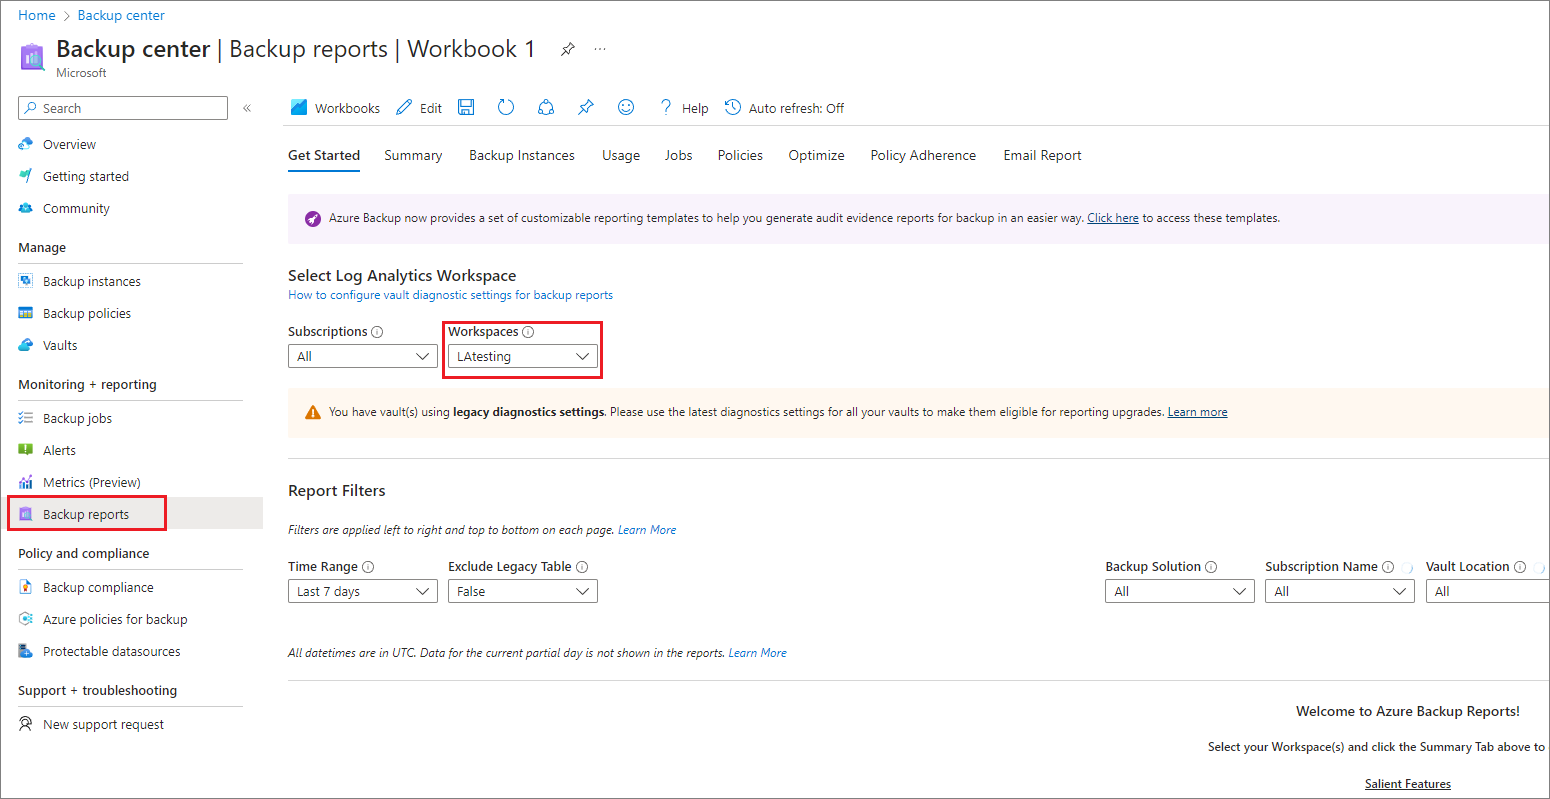 Home > Backup center
Backup center | Backup reports | Workbook 1 ...
Microsoft
Search «
Overview
Getting started
Community
Manage
Backup instances
Backup policies
Vaults
Monitoring + reporting
Backup jobs
Alerts
Metrics (Preview)
Backup reports
Policy and compliance
Backup compliance
Azure policies for backup
Protectable datasources
Support + troubleshooting
New support request
Workbooks Edit Help Auto refresh: Off
Get Started Summary Backup Instances Usage Jobs Policies Optimize Policy Adherence Email Report
Azure Backup now provides a set of customizable reporting templates to help you generate audit evidence reports for backup in an easier way. Click here to access these templates.
Select Log Analytics Workspace
How to configure vault diagnostic settings for backup reports
Subscriptions Workspaces
All LAtesting
You have vault(s) using legacy diagnostics settings. Please use the latest diagnostics settings for all your vaults to make them eligible for reporting upgrades. Learn more
Report Filters
Filters are applied left to right and top to bottom on each page. Learn More
Time Range Exclude Legacy Table Backup Solution Subscription Name Vault Location
Last 7 days False All All All
All datetimes are in UTC. Data for the current partial day is not shown in the reports. Learn More
Welcome to Azure Backup Reports!
Select your Workspace(s) and click the Summary Tab above to
Salient Features